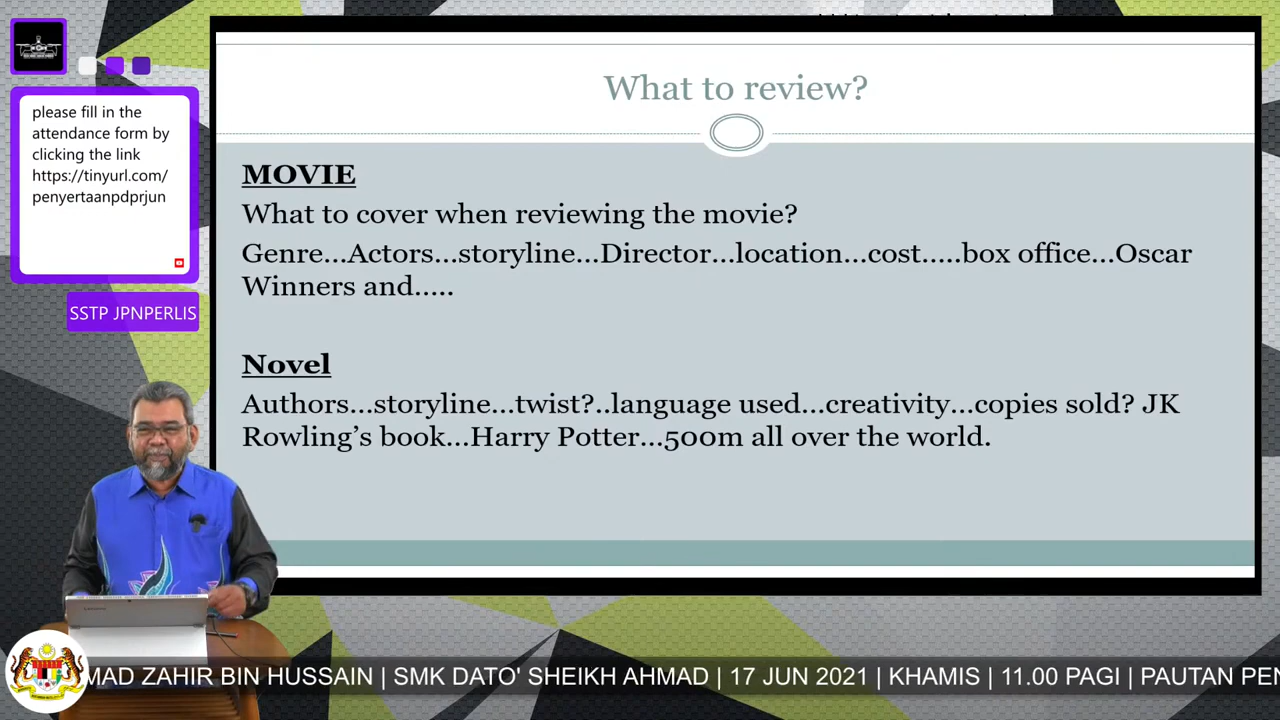 please fill in the
attendance form by
clicking the link
https://tinyurl.com/
penyertaanpdprjun
SSTP JPNPERLIS
What to review?
MOVIE
What to cover when reviewing the movie?
Genre...Actors...storyline...Director...location...cost.....box office...Oscar
Winners and.....
Novel
Authors...storyline...twist?..language used...creativity...copies sold? JK
Rowling’s book...Harry Potter...500m all over the world.
MAD ZAHIR BIN HUSSAIN | SMK DATO' SHEIKH AHMAD | 17 JUN 2021 | KHAMIS | 11.00 PAGI | PAUTAN PEN